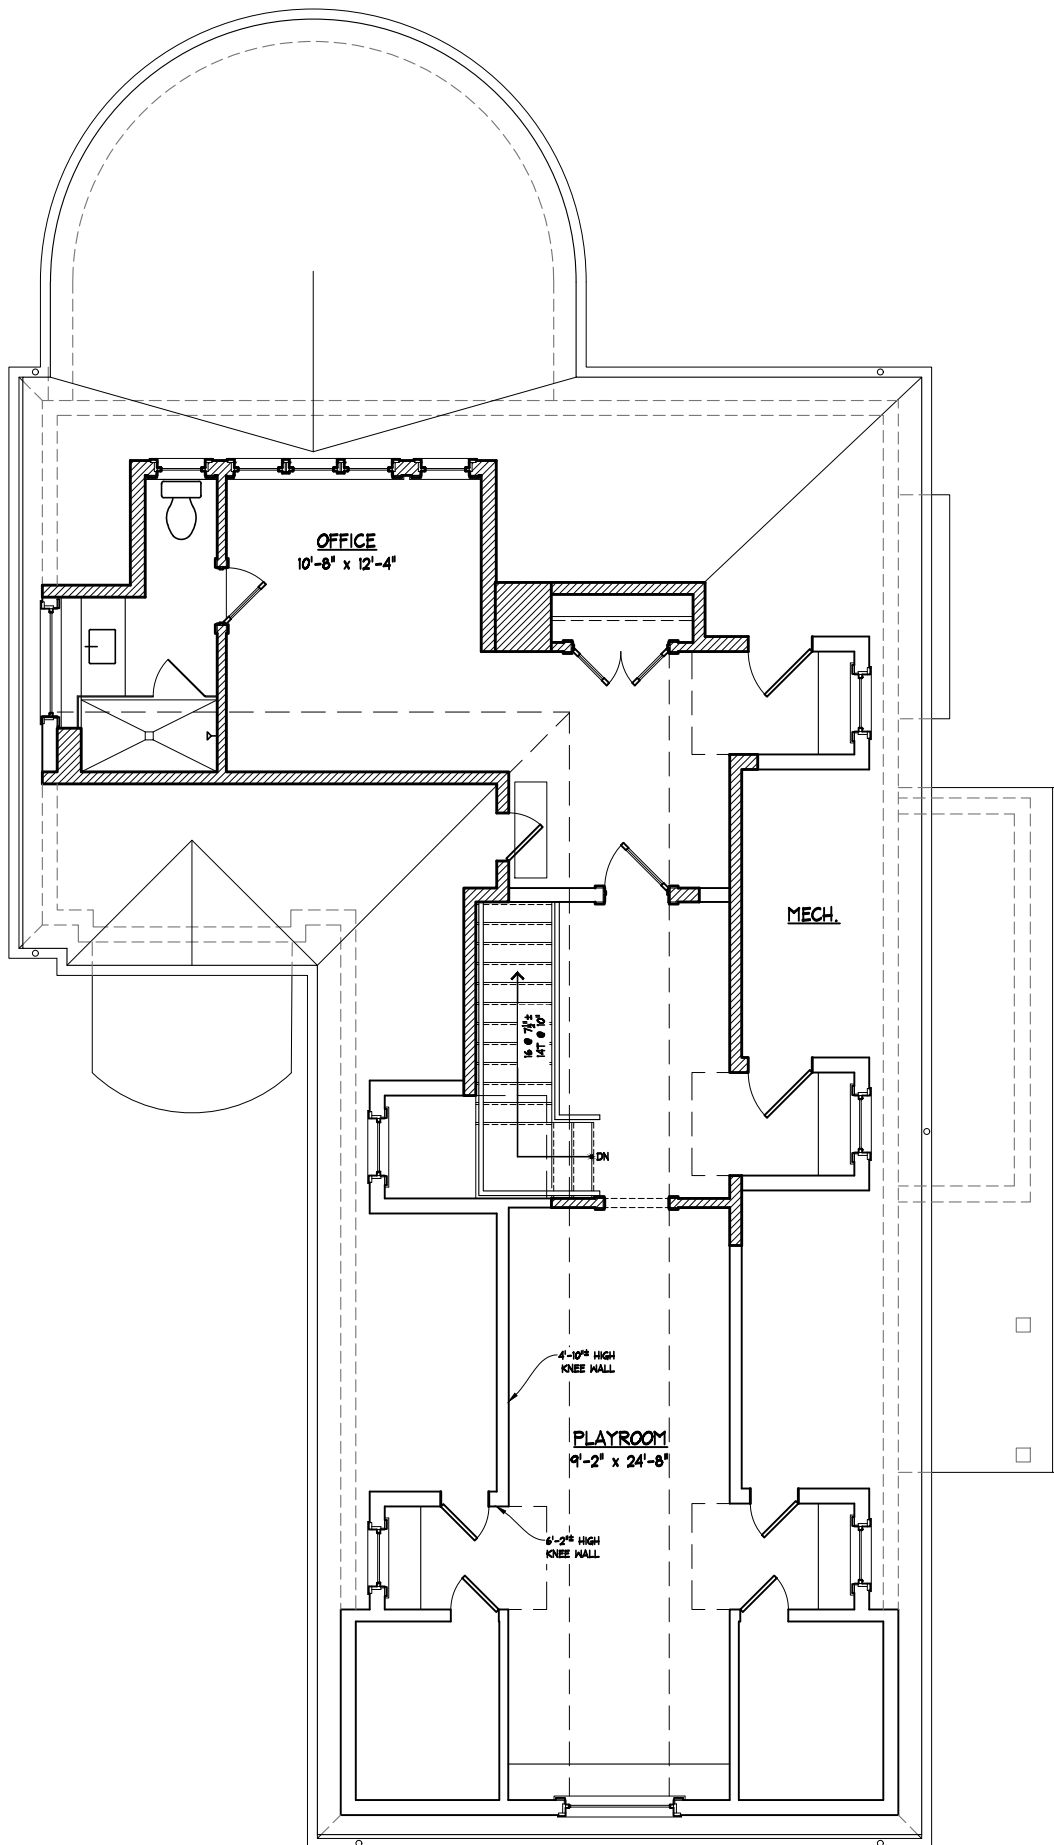 OFFICE
10'-8" x 12'-4"
MECH.
16 @ 7½"±
14T @ 10"
DN
4'-10"± HIGH
KNEE WALL
PLAYROOM
9'-2" x 24'-8"
6'-2"± HIGH
KNEE WALL